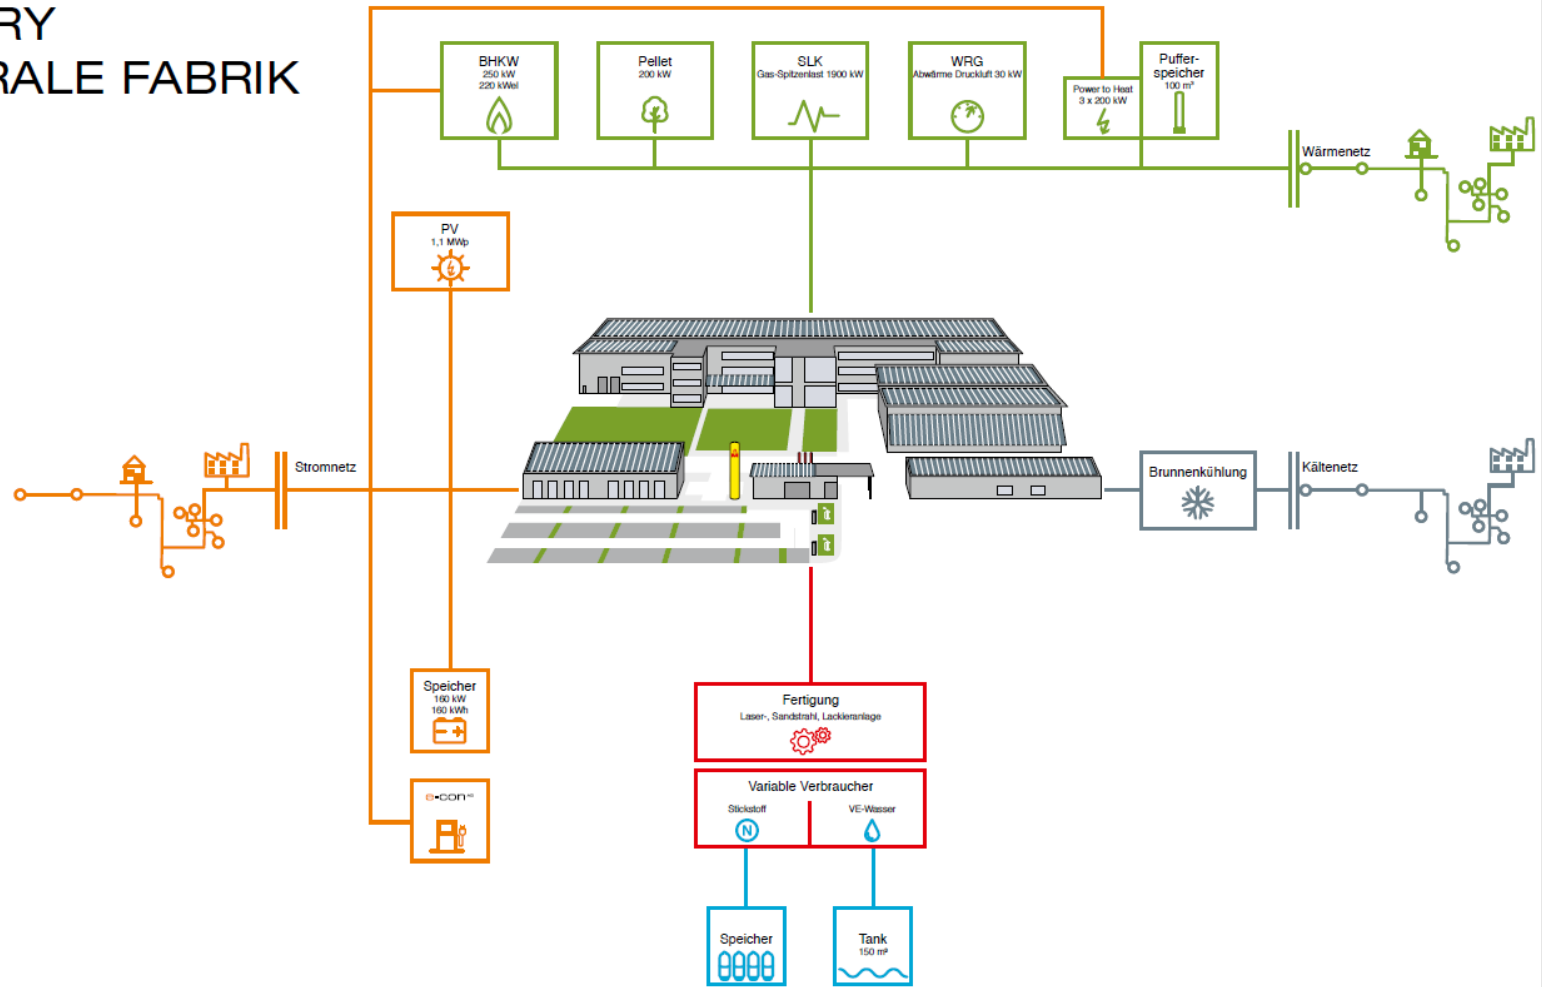 RY
RALE FABRIK
BHKW
250 kW
220 kWel
Pellet
200 kW
SLK
Gas-Spitzenlast 1900 kW
WRG
Abwärme Druckluft 30 kW
Power to Heat
3 x 200 kW
Puffer-
speicher
100 m³
Wärmenetz
PV
1,1 MWp
Stromnetz
Brunnenkühlung
Kältenetz
Speicher
160 kW
160 kWh
e-con
Fertigung
Laser-, Sandstrahl, Lackieranlage
Variable Verbraucher
Stickstoff
N
VE-Wasser
Speicher
Tank
150 m³